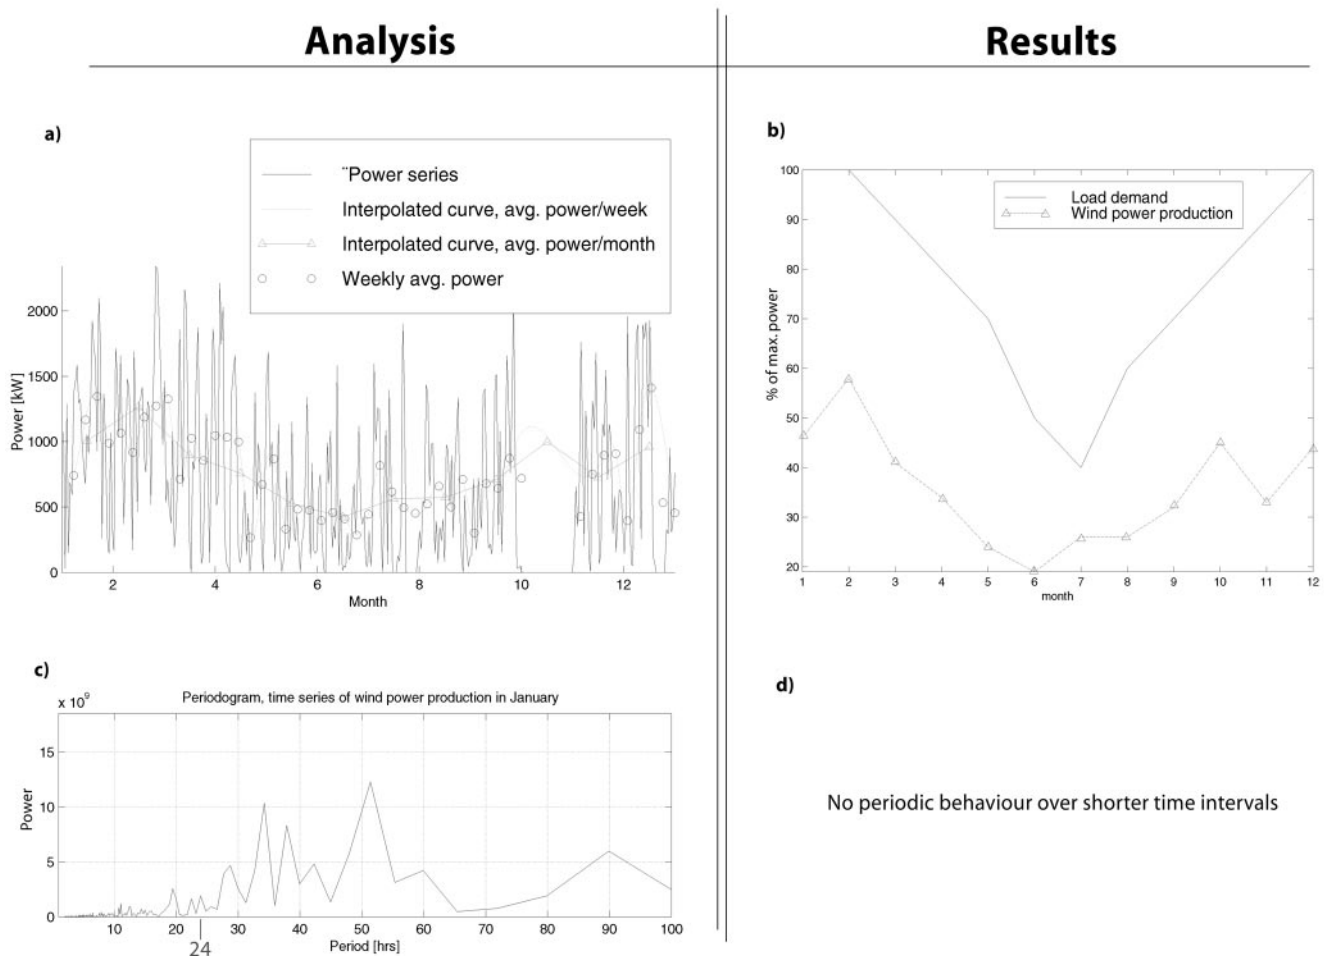 Analysis
Results
a)
¨Power series
Interpolated curve, avg. power/week
Interpolated curve, avg. power/month
Weekly avg. power
Power [kW]
2000
1500
1000
500
0
2 4 6 8 10 12
Month
b)
Load demand
Wind power production
% of max. power
100
90
80
70
60
50
40
30
20
1 2 3 4 5 6 7 8 9 10 11 12
month
c)
x 10⁹
Periodogram, time series of wind power production in January
Power
15
10
5
0
10 20 30 40 50 60 70 80 90 100
24
Period [hrs]
d)
No periodic behaviour over shorter time intervals